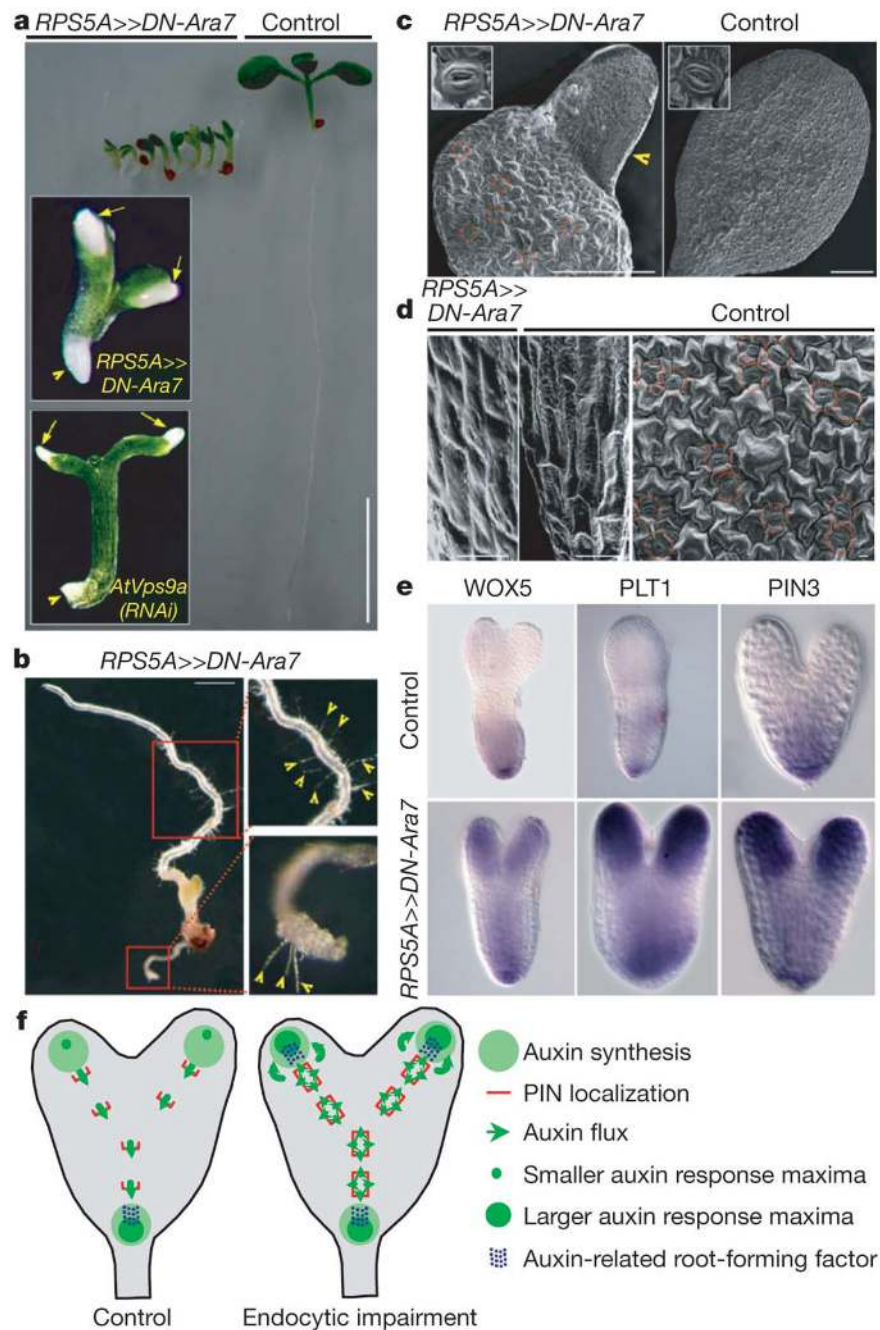 a
RPS5A>>DN-Ara7
Control
RPS5A>>
DN-Ara7
AtVps9a
(RNAi)
b
RPS5A>>DN-Ara7
c
RPS5A>>DN-Ara7
Control
d
RPS5A>>
DN-Ara7
Control
e
WOX5
PLT1
PIN3
Control
RPS5A>>DN-Ara7
f
Control
Endocytic impairment
Auxin synthesis
PIN localization
Auxin flux
Smaller auxin response maxima
Larger auxin response maxima
Auxin-related root-forming factor